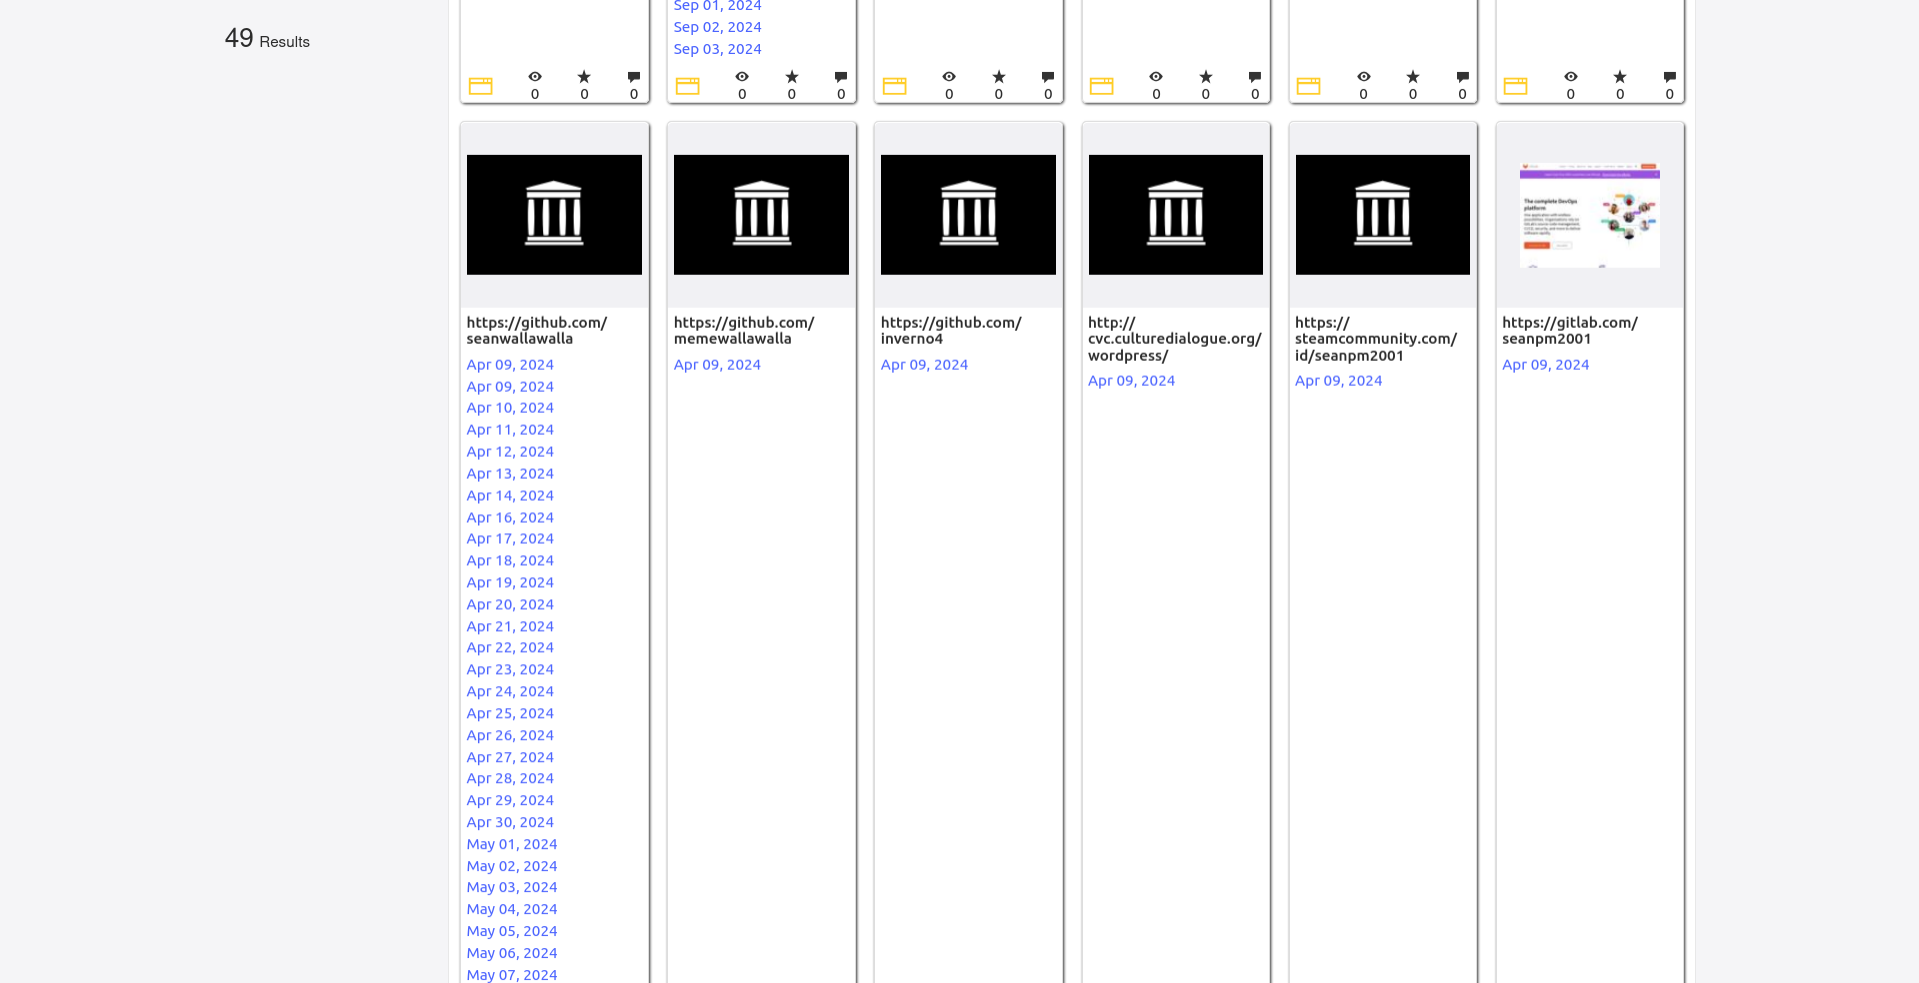 49 Results
Sep 01, 2024
Sep 02, 2024
Sep 03, 2024
0 0 0
0 0 0
0 0 0
0 0 0
0 0 0
0 0 0
https://github.com/
seanwallawalla
Apr 09, 2024
Apr 09, 2024
Apr 10, 2024
Apr 11, 2024
Apr 12, 2024
Apr 13, 2024
Apr 14, 2024
Apr 16, 2024
Apr 17, 2024
Apr 18, 2024
Apr 19, 2024
Apr 20, 2024
Apr 21, 2024
Apr 22, 2024
Apr 23, 2024
Apr 24, 2024
Apr 25, 2024
Apr 26, 2024
Apr 27, 2024
Apr 28, 2024
Apr 29, 2024
Apr 30, 2024
May 01, 2024
May 02, 2024
May 03, 2024
May 04, 2024
May 05, 2024
May 06, 2024
May 07, 2024
https://github.com/
memewallawalla
Apr 09, 2024
https://github.com/
inverno4
Apr 09, 2024
http://
cvc.culturedialogue.org/
wordpress/
Apr 09, 2024
https://
steamcommunity.com/
id/seanpm2001
Apr 09, 2024
The complete DevOps
platform
https://gitlab.com/
seanpm2001
Apr 09, 2024